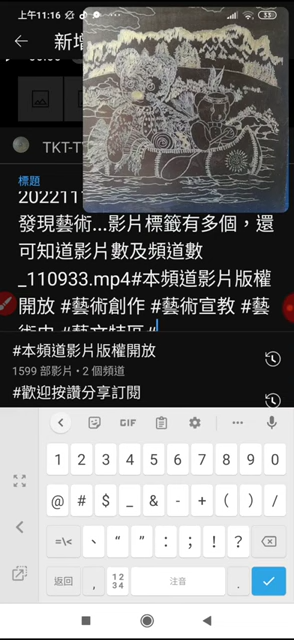 上午11:16
33
新增
TKT-T
標題
2022111
發現藝術...影片標籤有多個，還
可知道影片數及頻道數
_110933.mp4#本頻道影片版權
開放 #藝術創作 #藝術宣教 #藝
術史 #藝文特區#
#本頻道影片版權開放
1599 部影片 • 2 個頻道
#歡迎按讚分享訂閱
GIF
1 2 3 4 5 6 7 8 9 0
@ # $ _ & - + ( ) /
=\< 、 “ ” ： ； ！ ？
返回 , 12 34 注音 .